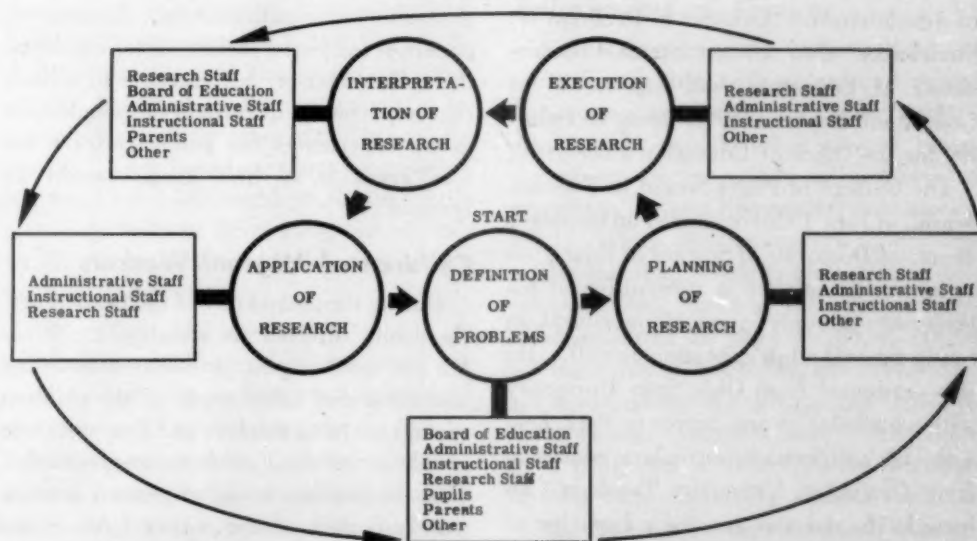 Research Staff
Board of Education
Administrative Staff
Instructional Staff
Parents
Other
INTERPRETA-
TION OF
RESEARCH
EXECUTION
OF
RESEARCH
Research Staff
Administrative Staff
Instructional Staff
Other
START
Administrative Staff
Instructional Staff
Research Staff
APPLICATION
OF
RESEARCH
DEFINITION
OF
PROBLEMS
PLANNING
OF
RESEARCH
Research Staff
Administrative Staff
Instructional Staff
Other
Board of Education
Administrative Staff
Instructional Staff
Research Staff
Pupils
Parents
Other